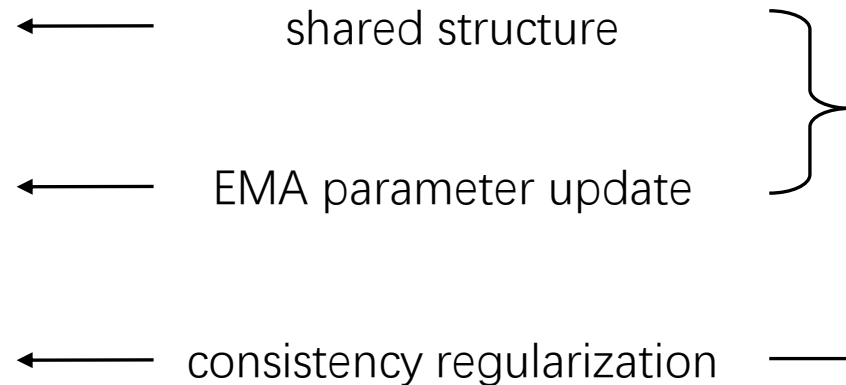 shared structure
EMA parameter update
consistency regularization